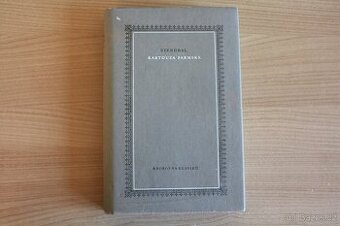 STENDHAL
KARTOUZA PARMSKÁ
KNIHOVNA KLASIKŮ